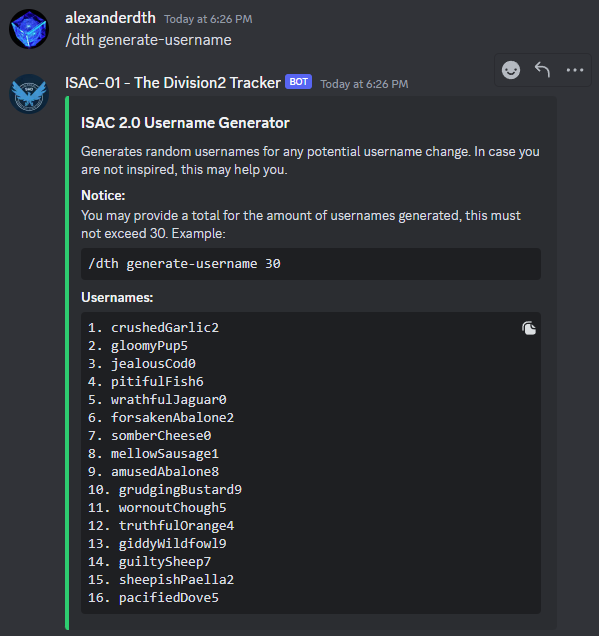 alexanderdth Today at 6:26 PM
/dth generate-username
ISAC-01 - The Division2 Tracker BOT Today at 6:26 PM
ISAC 2.0 Username Generator
Generates random usernames for any potential username change. In case you
are not inspired, this may help you.
Notice:
You may provide a total for the amount of usernames generated, this must
not exceed 30. Example:
/dth generate-username 30
Usernames:
1. crushedGarlic2
2. gloomyPup5
3. jealousCod0
4. pitifulFish6
5. wrathfulJaguar0
6. forsakenAbalone2
7. somberCheese0
8. mellowSausage1
9. amusedAbalone8
10. grudgingBustard9
11. wornoutChough5
12. truthfulOrange4
13. giddyWildfowl9
14. guiltySheep7
15. sheepishPaella2
16. pacifiedDove5